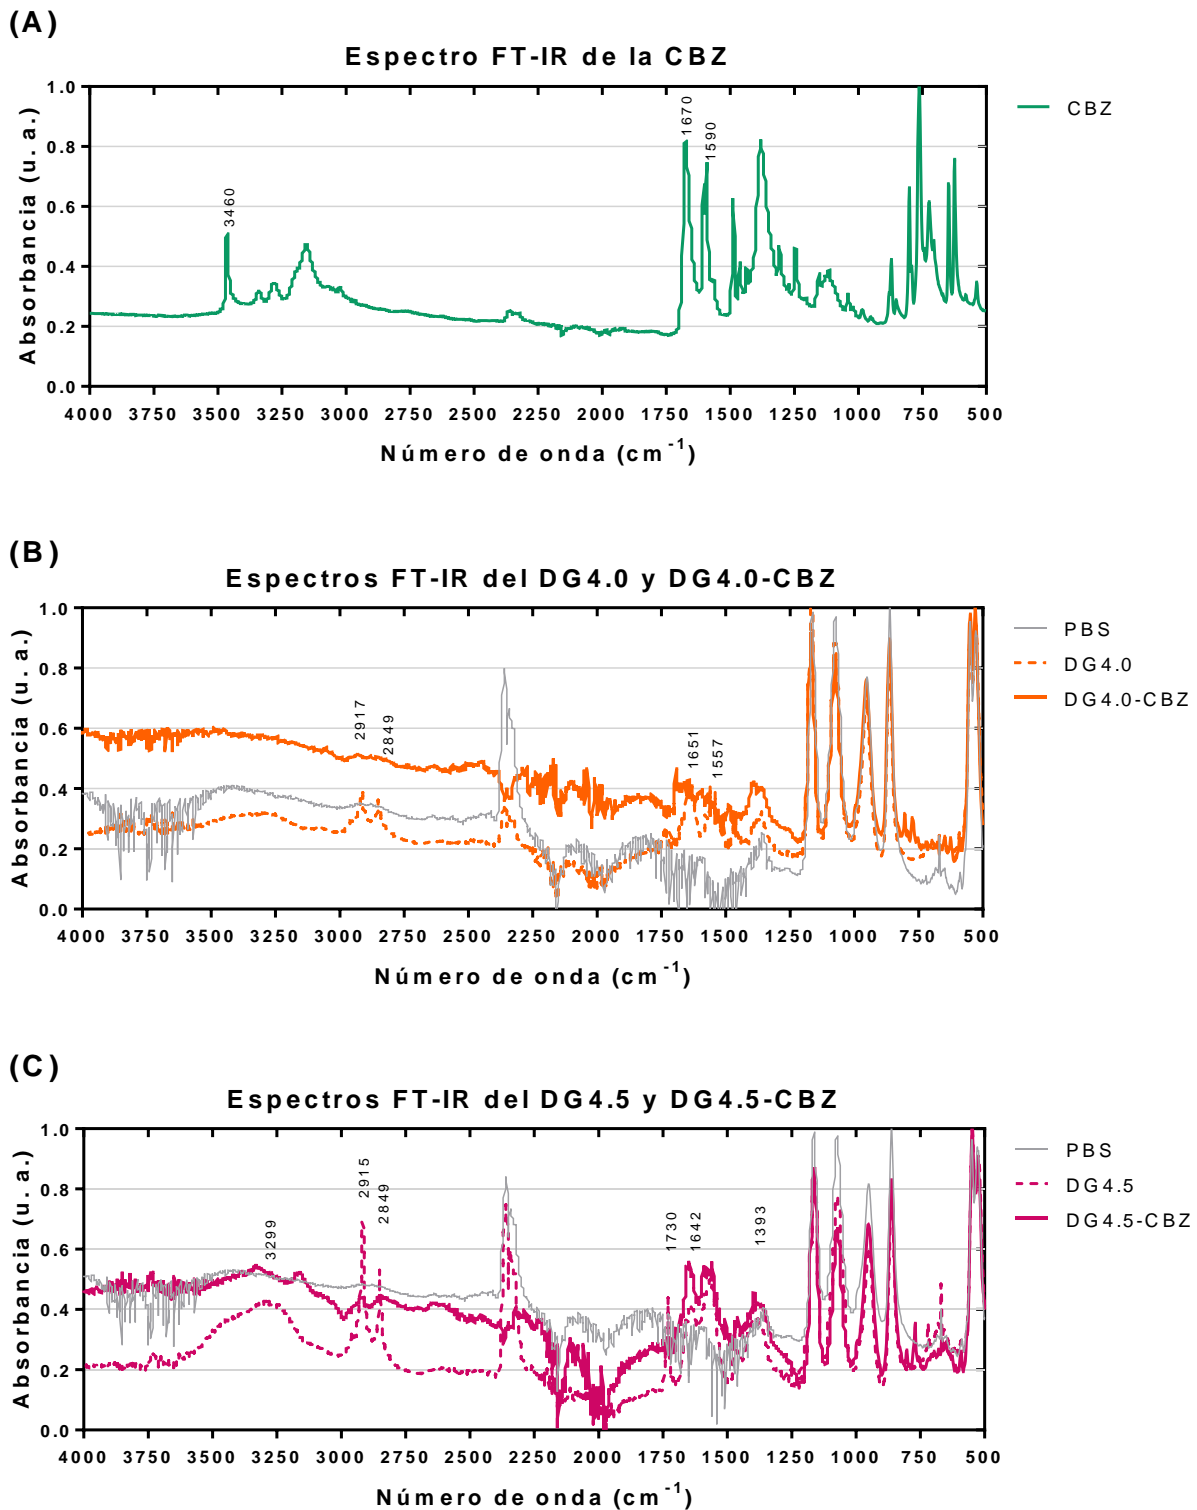 (A)
Espectro FT-IR de la CBZ
Absorbancia (u. a.)
1.0
0.8
0.6
0.4
0.2
0.0
3460
1670
1590
CBZ
4000 3750 3500 3250 3000 2750 2500 2250 2000 1750 1500 1250 1000 750 500
Número de onda (cm-1)
(B)
Espectros FT-IR del DG4.0 y DG4.0-CBZ
Absorbancia (u. a.)
1.0
0.8
0.6
0.4
0.2
0.0
2917
2849
1651
1557
PBS
DG4.0
DG4.0-CBZ
4000 3750 3500 3250 3000 2750 2500 2250 2000 1750 1500 1250 1000 750 500
Número de onda (cm-1)
(C)
Espectros FT-IR del DG4.5 y DG4.5-CBZ
Absorbancia (u. a.)
1.0
0.8
0.6
0.4
0.2
0.0
3299
2915
2849
1730
1642
1393
PBS
DG4.5
DG4.5-CBZ
4000 3750 3500 3250 3000 2750 2500 2250 2000 1750 1500 1250 1000 750 500
Número de onda (cm-1)